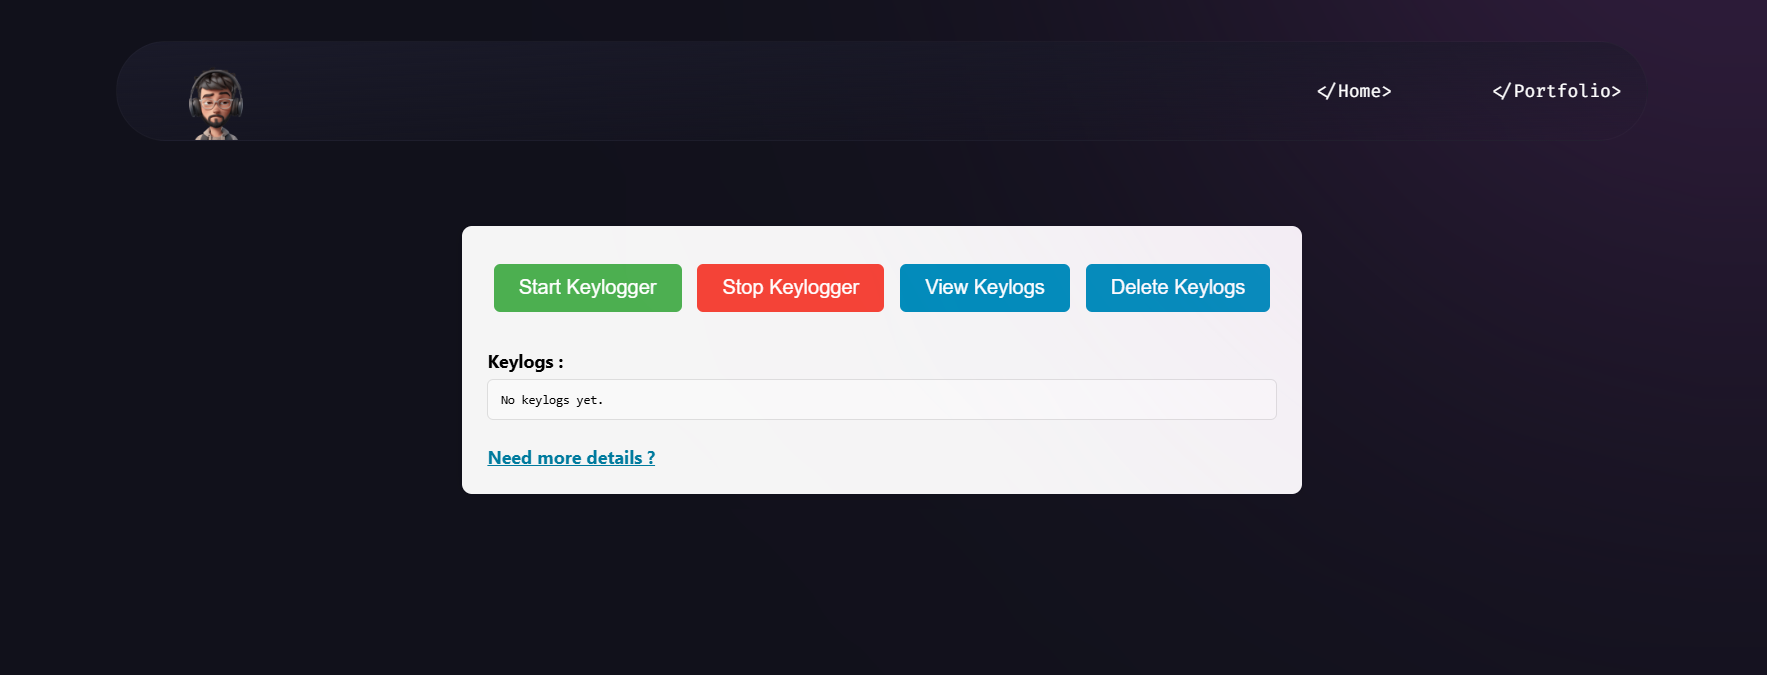 </Home>
</Portfolio>
Start Keylogger
Stop Keylogger
View Keylogs
Delete Keylogs
Keylogs :
No keylogs yet.
Need more details ?